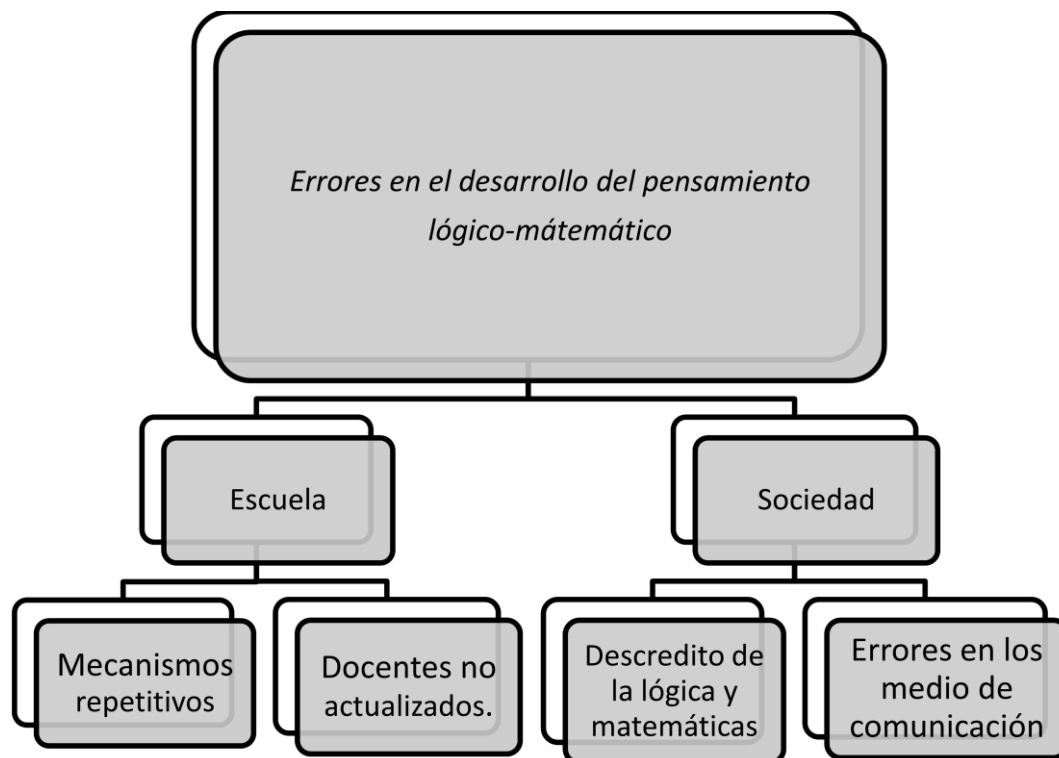 Errores en el desarrollo del pensamiento
lógico-mátemático
Escuela
Sociedad
Mecanismos
repetitivos
Docentes no
actualizados.
Descredito de
la lógica y
matemáticas
Errores en los
medio de
comunicación